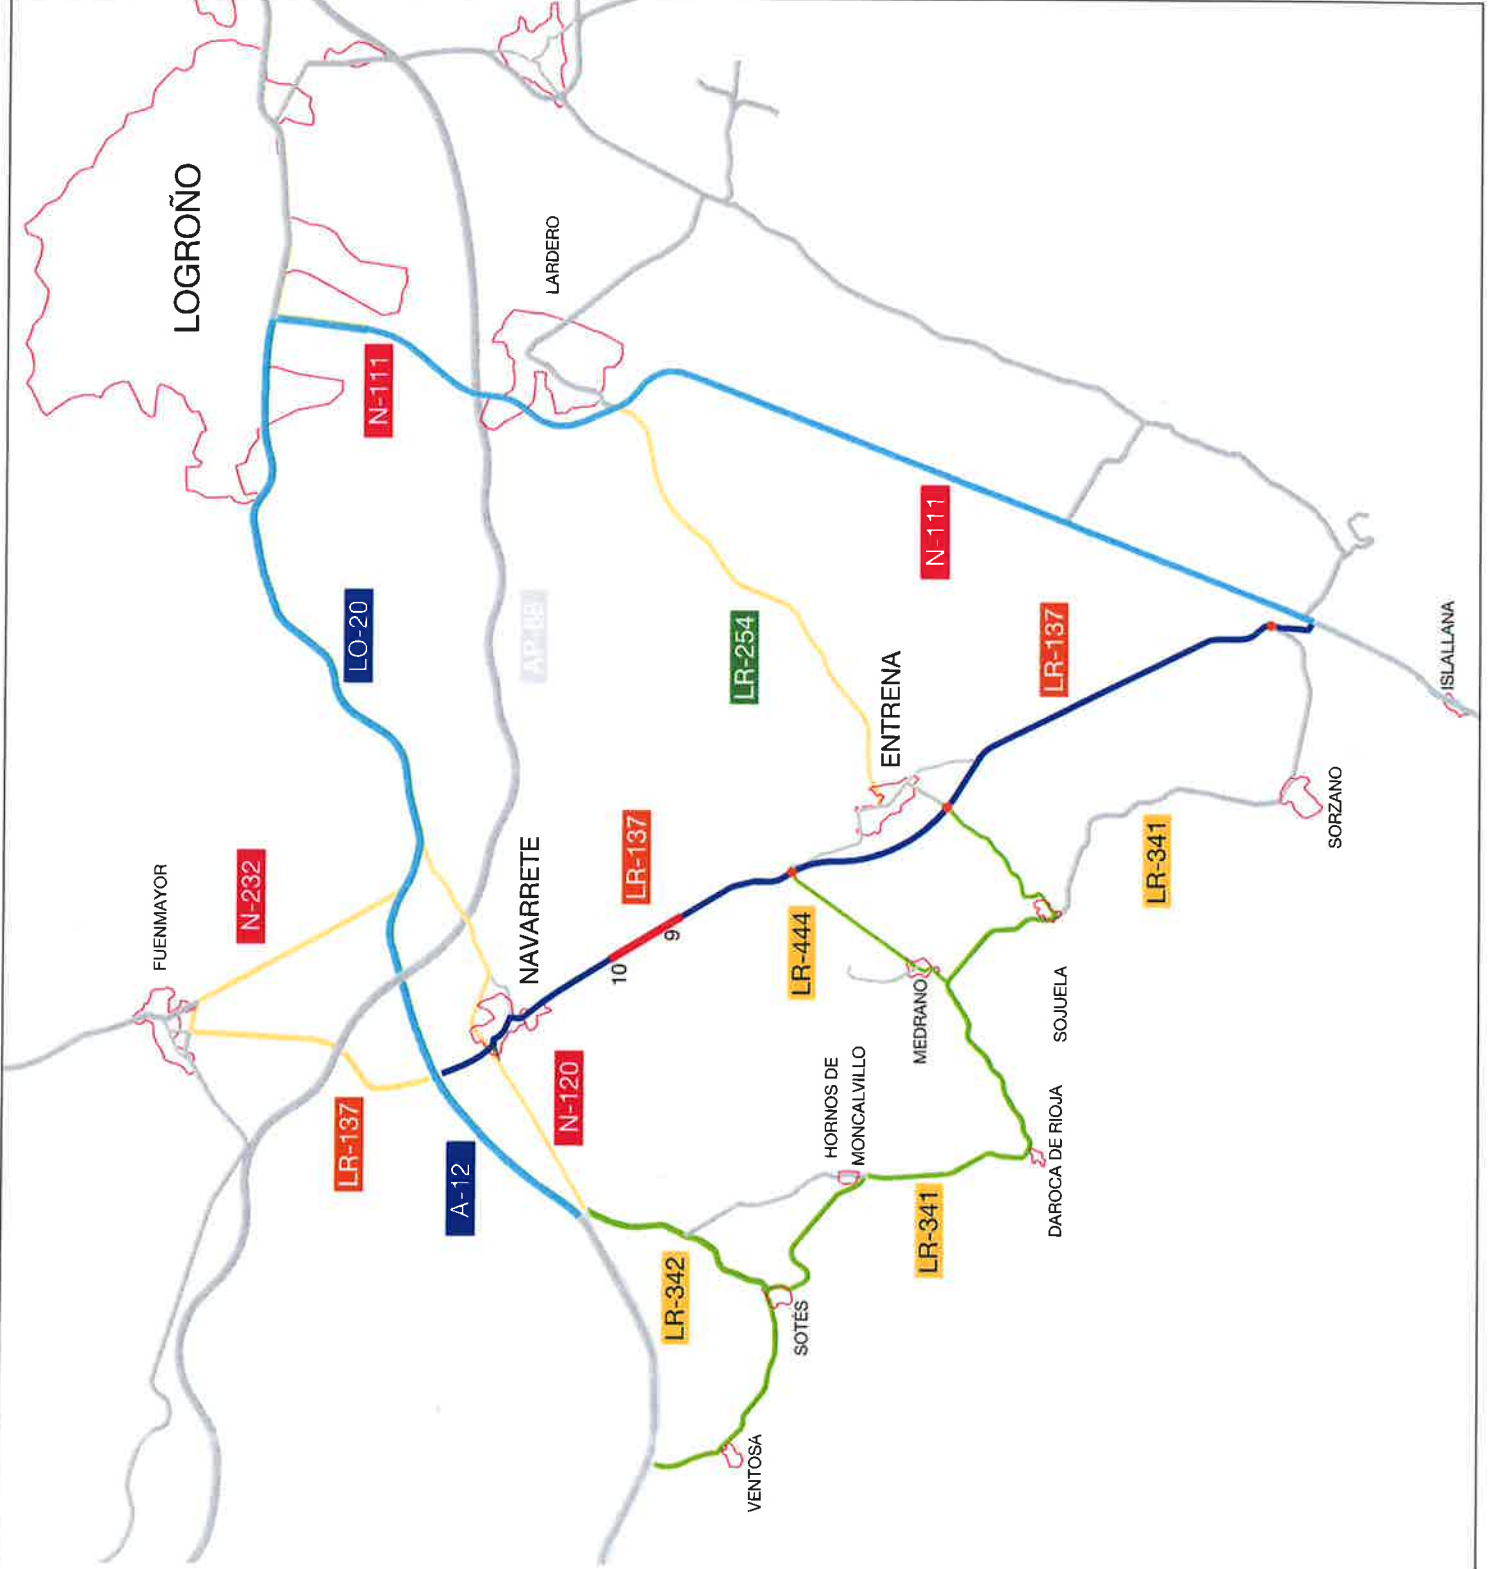 FUENMAYOR
LOGROÑO
N-232
LR-137
LO-20
N-111
A-12
NAVARRETE
AP-68
LARDERO
N-120
10
LR-137
9
LR-342
LR-254
VENTOSA
SOTÉS
LR-444
HORNOS DE
MONCALVILLO
ENTRENA
MEDRANO
LR-341
N-111
DAROCA DE RIOJA
SOJUELA
LR-137
LR-341
SORZANO
ISLALLANA